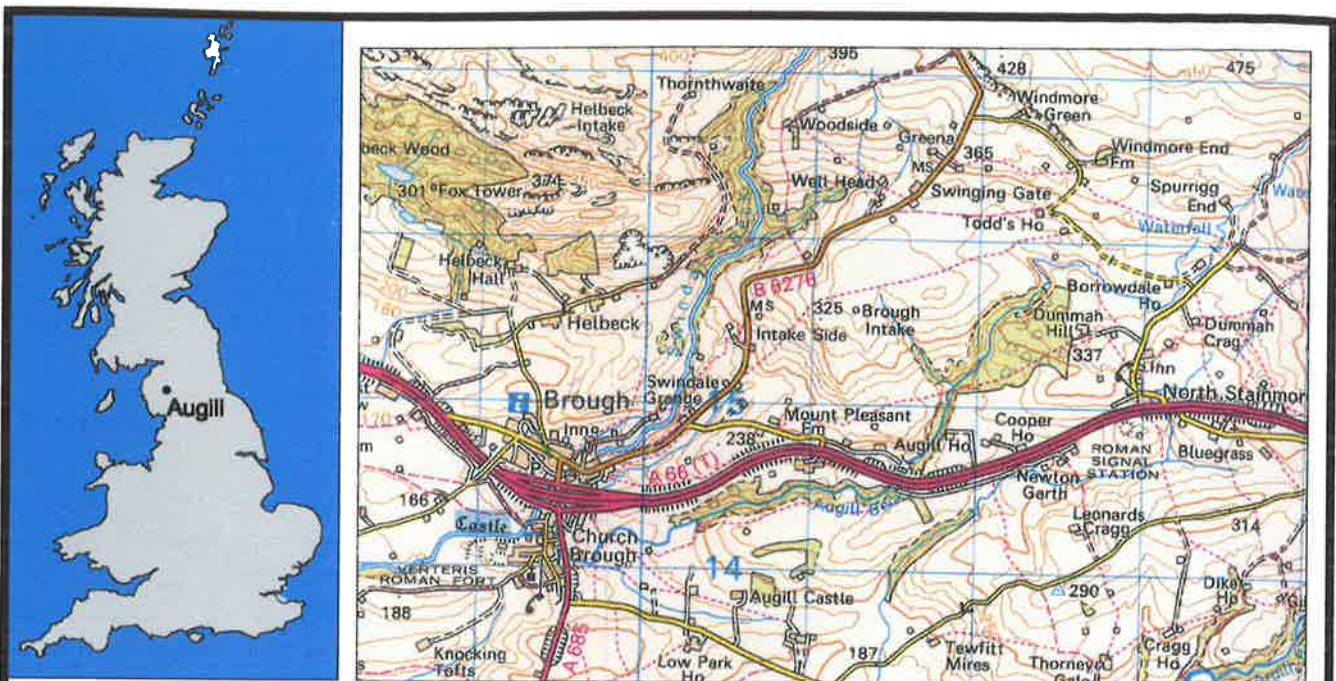 Augill
395
428
475
Thornthwaite
Helbeck
Intake
Windmore
Green
Woodside
Greena
MS
365
Windmore End
Fm
beck Wood
301
Fox Tower
374
Well Head
Swinging Gate
Spurrigg
End
Todd's Ho
Waterfall
Helbeck
Hall
B 6276
Borrowdale
Ho
MS
325
Brough
Intake
Dummah
Hill
Dummah
Crag
Helbeck
Intake Side
337
Inn
Brough
Swindale
Grange
15
North Stainmor
Mount Pleasant
Fm
Cooper
Ho
Inns
P
238
Augill Ho
ROMAN
SIGNAL
STATION
Bluegrass
A 66 (T)
Newton
Garth
166
Augill B
Castle
Church
Brough
Leonards
Cragg
314
VERTERIS
ROMAN FORT
14
188
Augill Castle
290
Dike
Ho
A 685
Knocking
Tofts
Low Park
Ho
187
Tewfitt
Mires
Thorney
Cragg
Ho